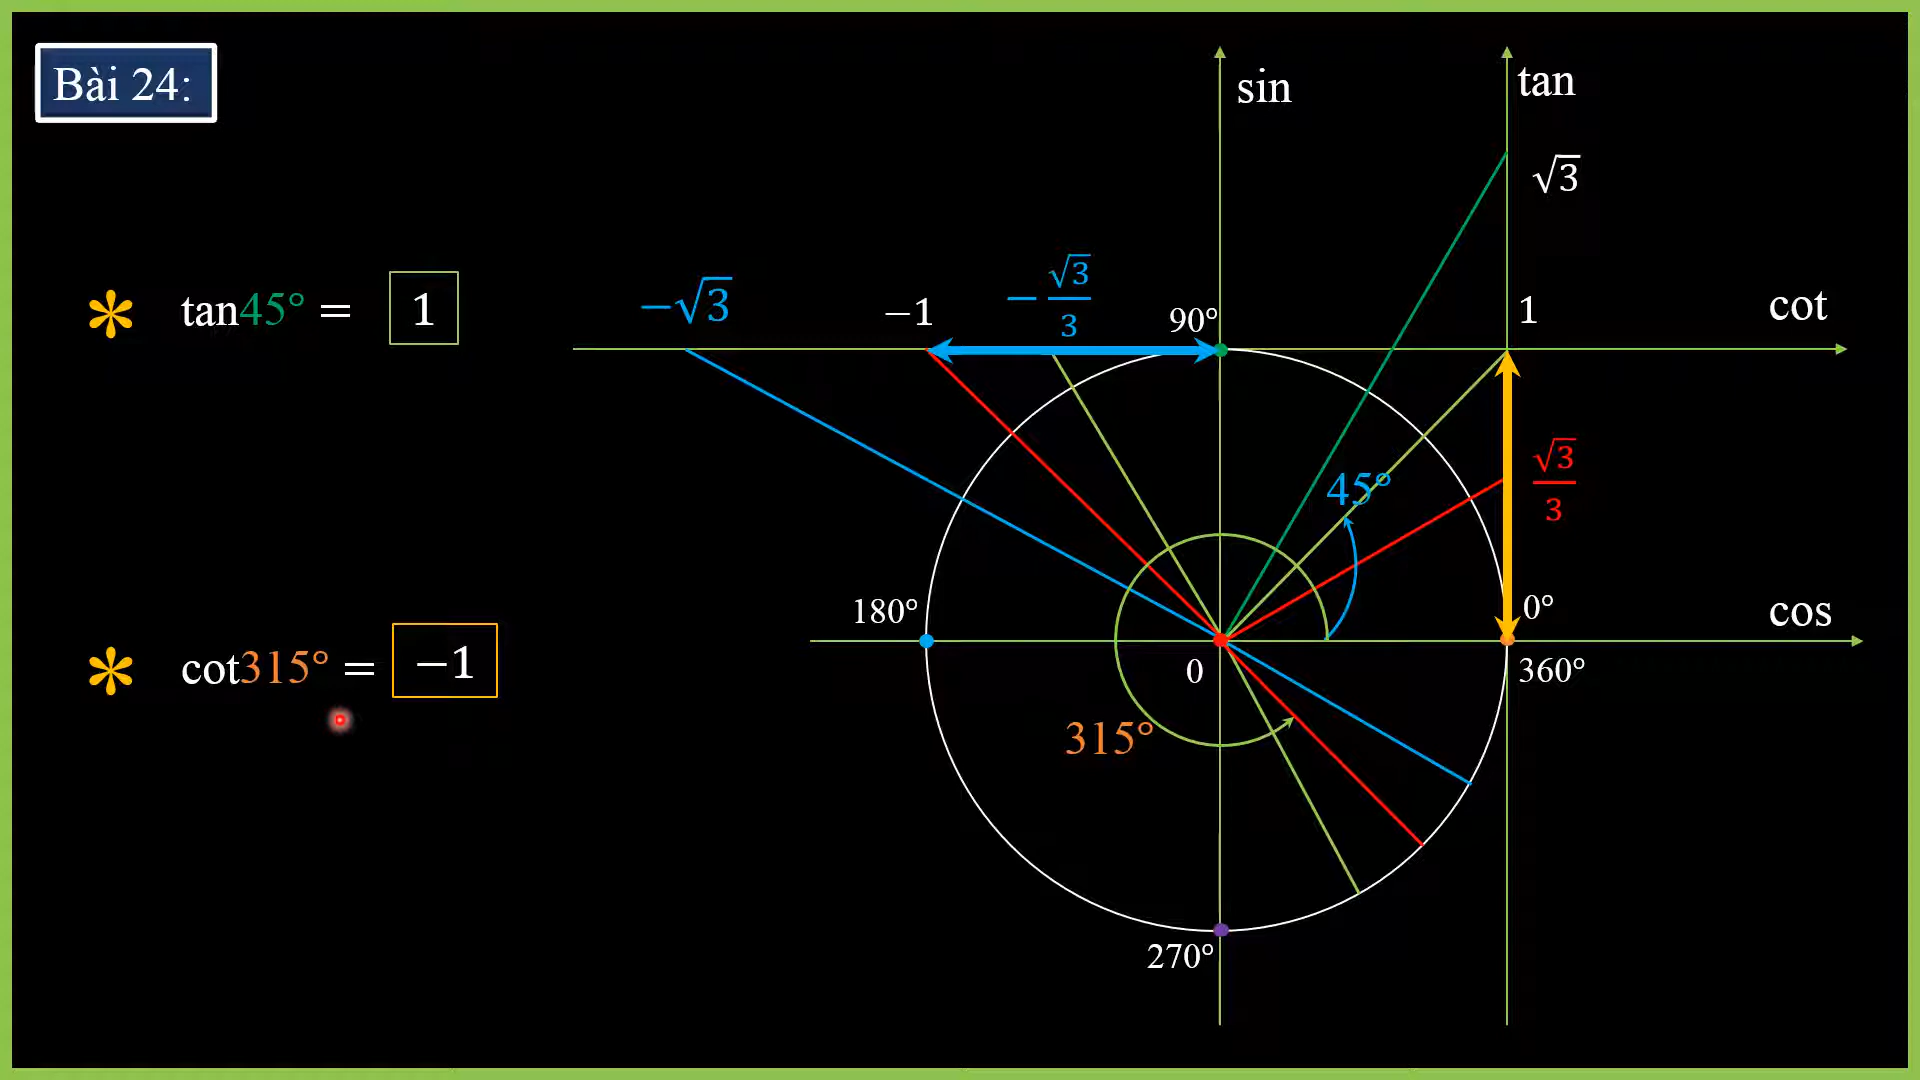 Bài 24:
sin
tan
√3
* tan45° = 1
−√3
−1
−√3/3
90°
1
cot
45°
√3/3
180°
0°
cos
* cot315° = −1
0
360°
315°
270°